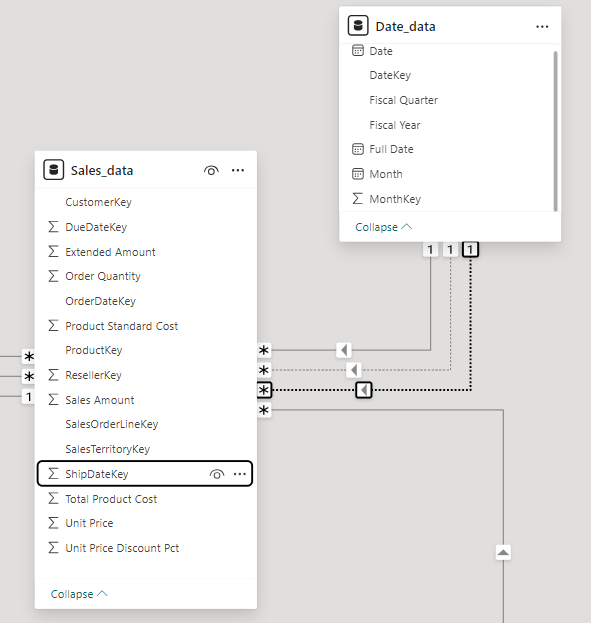 Date_data
Date
DateKey
Fiscal Quarter
Fiscal Year
Full Date
Month
Σ MonthKey
Collapse
1 1 1
Sales_data
CustomerKey
Σ DueDateKey
Σ Extended Amount
Σ Order Quantity
OrderDateKey
Σ Product Standard Cost
ProductKey
Σ ResellerKey
Σ Sales Amount
SalesOrderLineKey
SalesTerritoryKey
Σ ShipDateKey
Σ Total Product Cost
Σ Unit Price
Σ Unit Price Discount Pct
Collapse
*
*
1
*
*
*
*